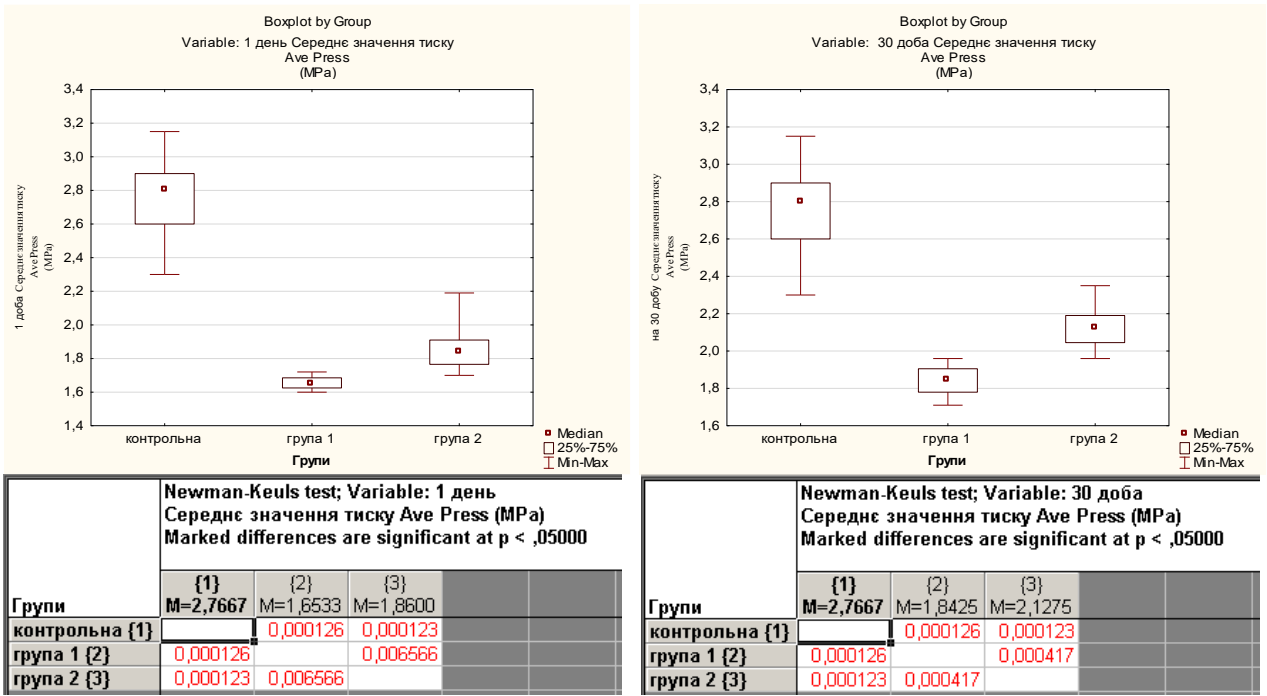 Boxplot by Group
Variable: 1 день Середнє значення тиску
Ave Press
(MPa)
3,4
3,2
3,0
2,8
2,6
2,4
2,2
2,0
1,8
1,6
1,4
1 доба Середнєзначеннятиску
AvePress
(MPa)
контрольна група 1 група 2
Групи
Median
25%-75%
Min-Max
Newman-Keuls test; Variable: 1 день
Середнє значення тиску Ave Press (MPa)
Marked differences are significant at p < ,05000
{1} {2} {3}
Групи M=2,7667 M=1,6533 M=1,8600
контрольна {1} 0,000126 0,000123
група 1 {2} 0,000126 0,006566
група 2 {3} 0,000123 0,006566
Boxplot by Group
Variable: 30 доба Середнє значення тиску
Ave Press
(MPa)
3,4
3,2
3,0
2,8
2,6
2,4
2,2
2,0
1,8
1,6
на 30 добу Середнєзначеннятиску
AvePress
(MPa)
контрольна група 1 група 2
Групи
Median
25%-75%
Min-Max
Newman-Keuls test; Variable: 30 доба
Середнє значення тиску Ave Press (MPa)
Marked differences are significant at p < ,05000
{1} {2} {3}
Групи M=2,7667 M=1,8425 M=2,1275
контрольна {1} 0,000126 0,000123
група 1 {2} 0,000126 0,000417
група 2 {3} 0,000123 0,000417